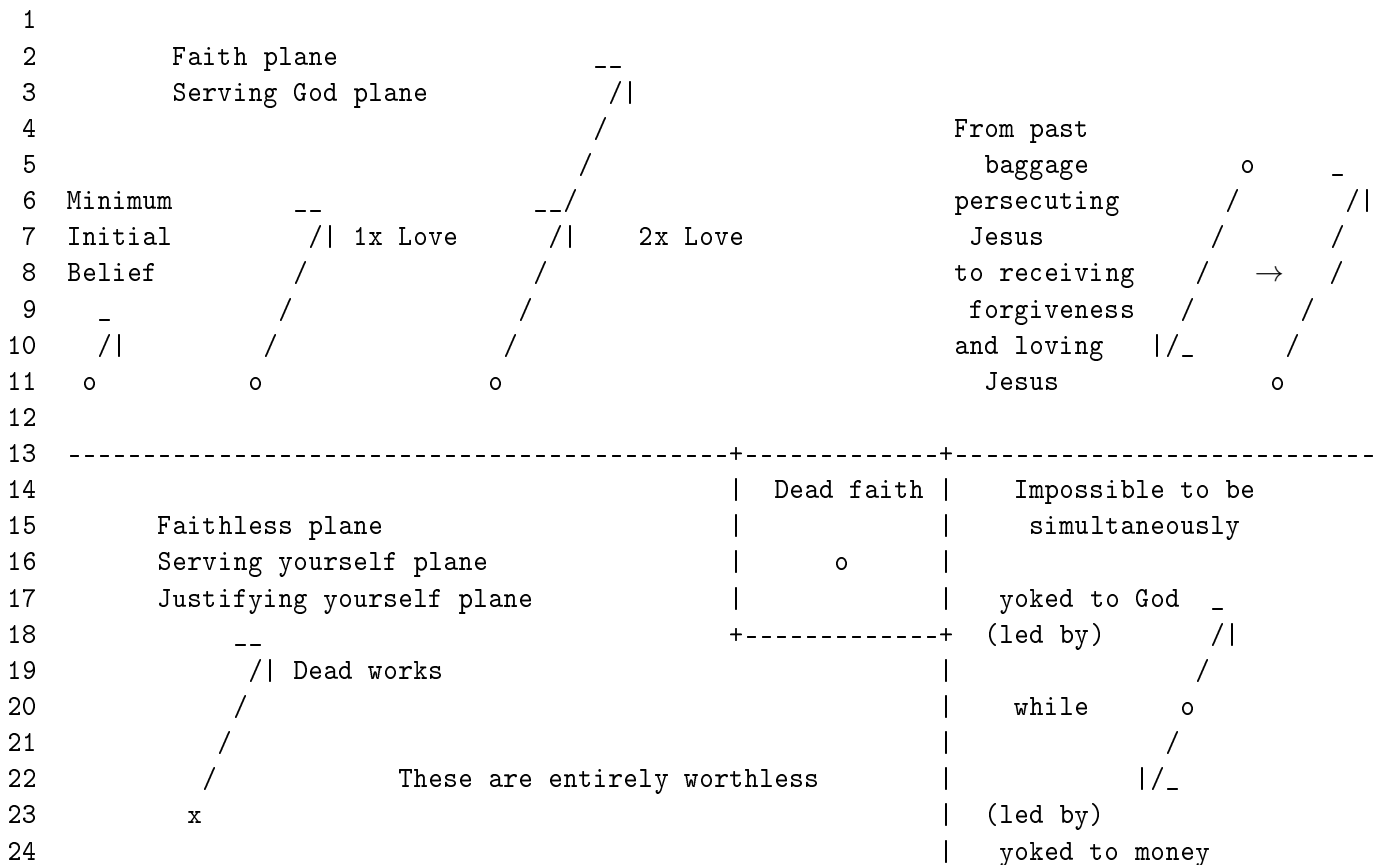 1
2 Faith plane __
3 Serving God plane /|
4 / From past
5 / baggage o _
6 Minimum __ __/ persecuting / /|
7 Initial /| 1x Love /| 2x Love Jesus / /
8 Belief / / to receiving / → /
9 _ / / forgiveness / /
10 /| / / and loving |/_ /
11 o o o Jesus o
12
13 --------------------------------------------+-------------+----------------------------
14 | Dead faith | Impossible to be
15 Faithless plane | | simultaneously
16 Serving yourself plane | o |
17 Justifying yourself plane | | yoked to God _
18 __ +-------------+ (led by) /|
19 /| Dead works | /
20 / | while o
21 / | /
22 / These are entirely worthless | |/_
23 x | (led by)
24 | yoked to money